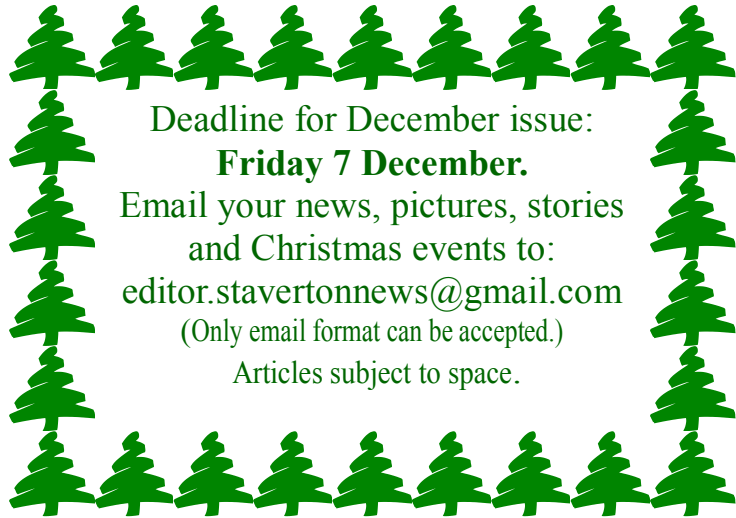 Deadline for December issue:
Friday 7 December.
Email your news, pictures, stories
and Christmas events to:
editor.stavertonnews@gmail.com
(Only email format can be accepted.)
Articles subject to space.